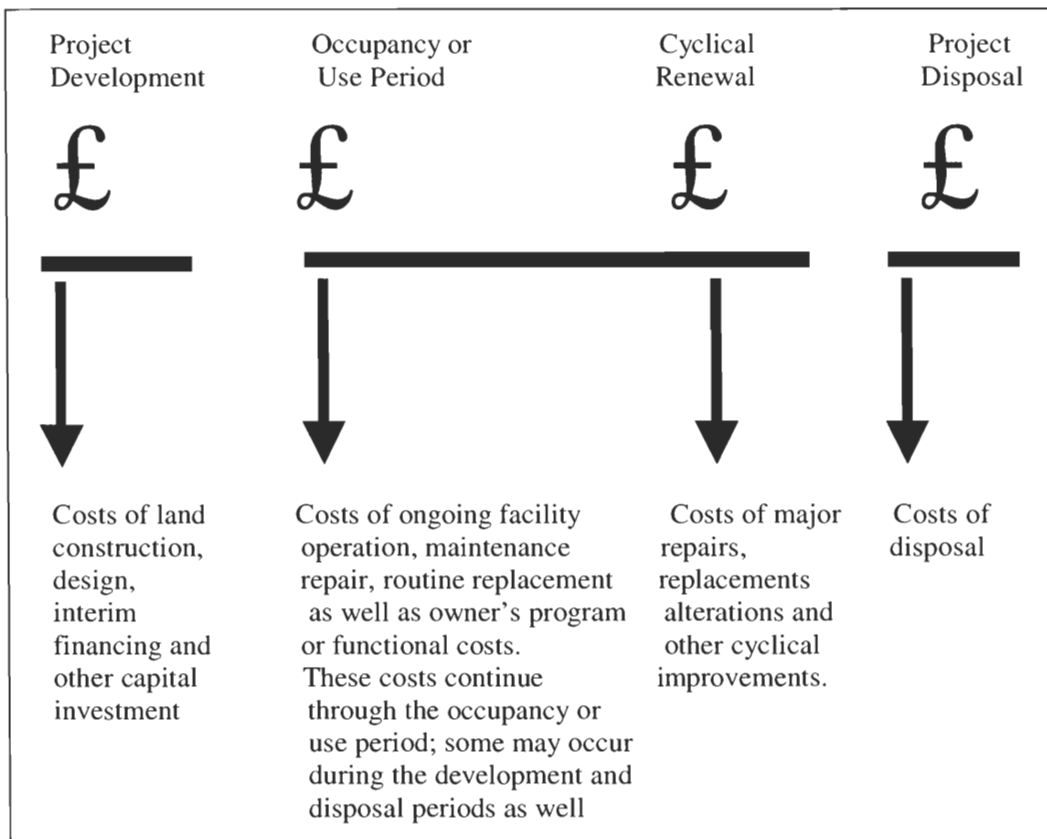 Project
Development
Occupancy or
Use Period
Cyclical
Renewal
Project
Disposal
£
£
£
£
Costs of land
construction,
design,
interim
financing and
other capital
investment
Costs of ongoing facility
operation, maintenance
repair, routine replacement
as well as owner's program
or functional costs.
These costs continue
through the occupancy or
use period; some may occur
during the development and
disposal periods as well
Costs of major
repairs,
replacements
alterations and
other cyclical
improvements.
Costs of
disposal